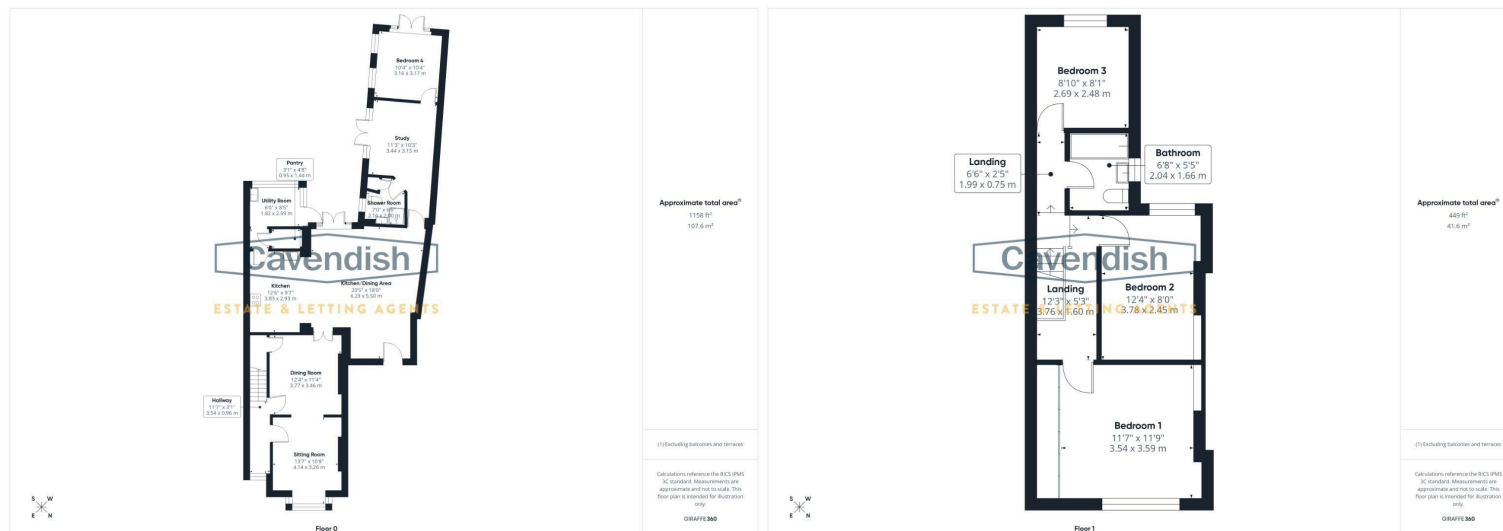 Bedroom 4
10'4" x 10'4"
3.16 x 3.17 m
Study
11'3" x 10'3"
3.44 x 3.15 m
Pantry
3'1" x 4'8"
0.95 x 1.44 m
Utility Room
6'0" x 8'5"
1.83 x 2.59 m
Shower Room
Cavendish
ESTATE & LETTING AGENTS
Kitchen
12'6" x 9'7"
3.83 x 2.93 m
Kitchen/Dining Area
20'5" x 18'0"
6.23 x 5.50 m
Dining Room
12'4" x 11'4"
3.77 x 3.46 m
Hallway
11'7" x 3'1"
3.54 x 0.96 m
Sitting Room
13'7" x 10'8"
4.14 x 3.26 m
S W
E N
Floor 0
Approximate total area(1)
1158 ft²
107.6 m²
(1) Excluding balconies and terraces
Calculations reference the RICS IPMS
3C standard. Measurements are
approximate and not to scale. This
floor plan is intended for illustration
only.
GIRAFFE360
Bedroom 3
8'10" x 8'1"
2.69 x 2.48 m
Landing
6'6" x 2'5"
1.99 x 0.75 m
Bathroom
6'8" x 5'5"
2.04 x 1.66 m
Cavendish
ESTATE & LETTING AGENTS
Landing
12'3" x 5'3"
3.76 x 1.60 m
Bedroom 2
12'4" x 8'0"
3.78 x 2.45 m
Bedroom 1
11'7" x 11'9"
3.54 x 3.59 m
S W
E N
Floor 1
Approximate total area(1)
449 ft²
41.6 m²
(1) Excluding balconies and terraces
Calculations reference the RICS IPMS
3C standard. Measurements are
approximate and not to scale. This
floor plan is intended for illustration
only.
GIRAFFE360